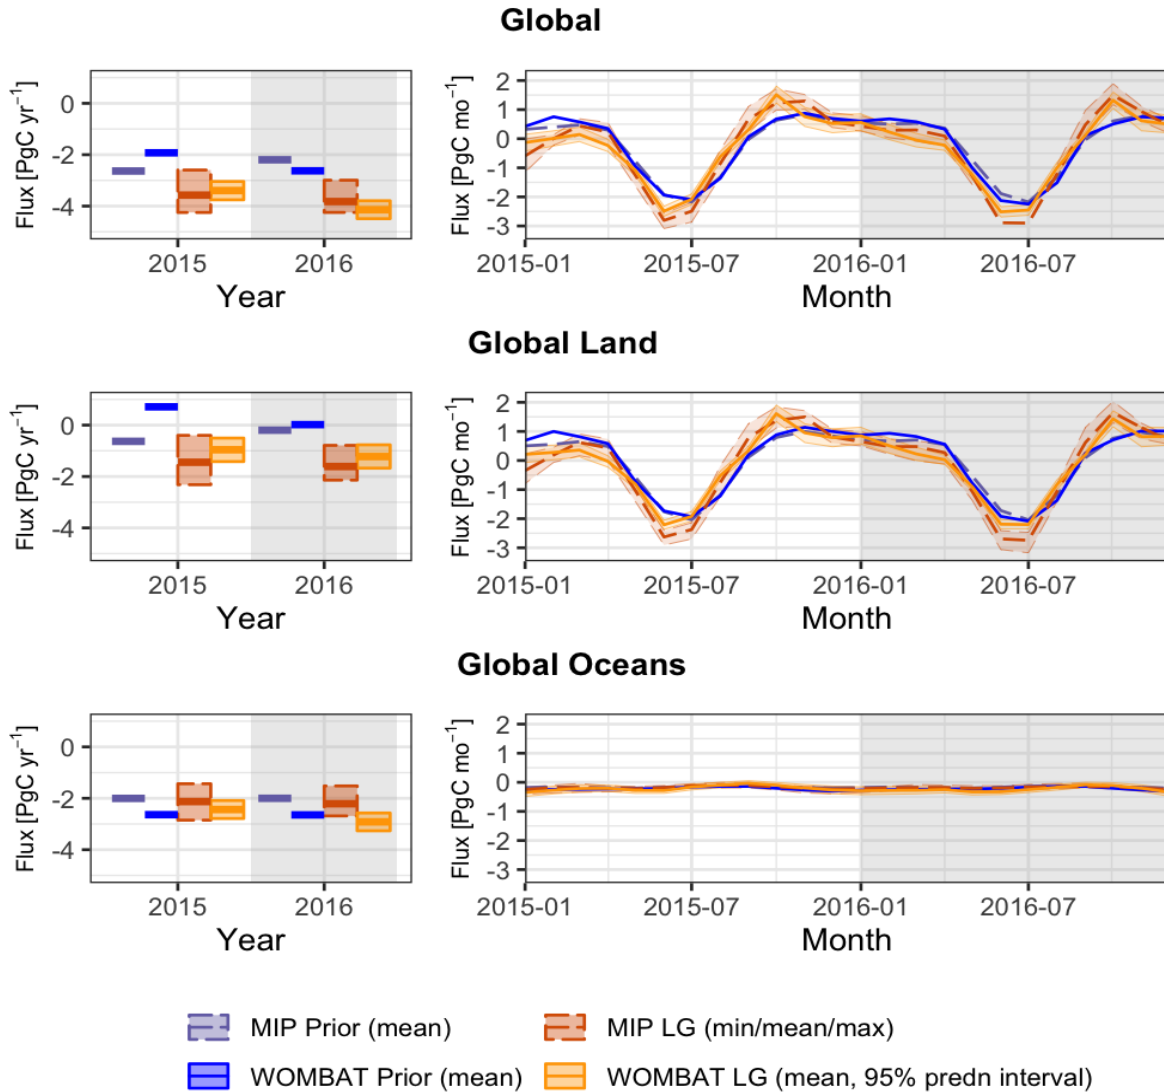 Global
Flux [PgC yr⁻¹]
0
-2
-4
2015 2016
Year
Flux [PgC mo⁻¹]
2
1
0
-1
-2
-3
2015-01 2015-07 2016-01 2016-07
Month
Global Land
Flux [PgC yr⁻¹]
0
-2
-4
2015 2016
Year
Flux [PgC mo⁻¹]
2
1
0
-1
-2
-3
2015-01 2015-07 2016-01 2016-07
Month
Global Oceans
Flux [PgC yr⁻¹]
0
-2
-4
2015 2016
Year
Flux [PgC mo⁻¹]
2
1
0
-1
-2
-3
2015-01 2015-07 2016-01 2016-07
Month
MIP Prior (mean)
MIP LG (min/mean/max)
WOMBAT Prior (mean)
WOMBAT LG (mean, 95% predn interval)